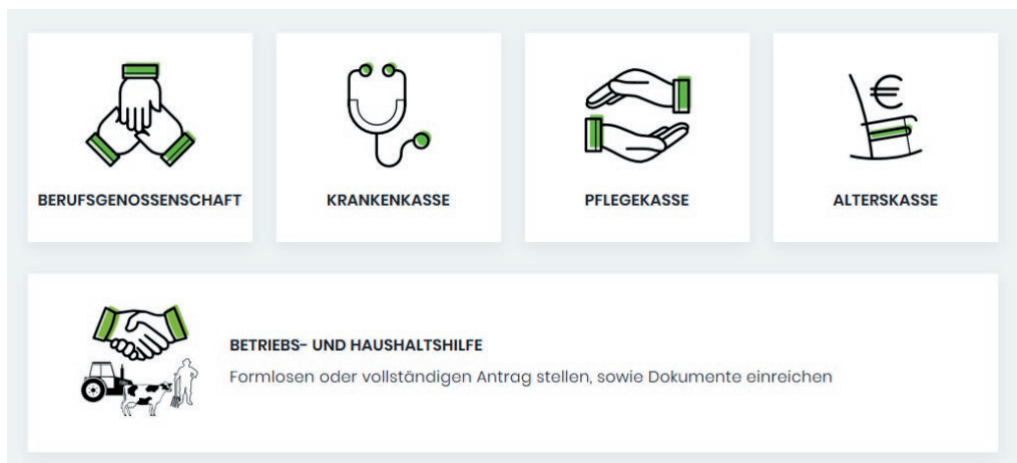 BERUFSGENOSSENSCHAFT
KRANKENKASSE
PFLEGEKASSE
€
ALTERSKASSE
BETRIEBS- UND HAUSHALTSHILFE
Formlosen oder vollständigen Antrag stellen, sowie Dokumente einreichen